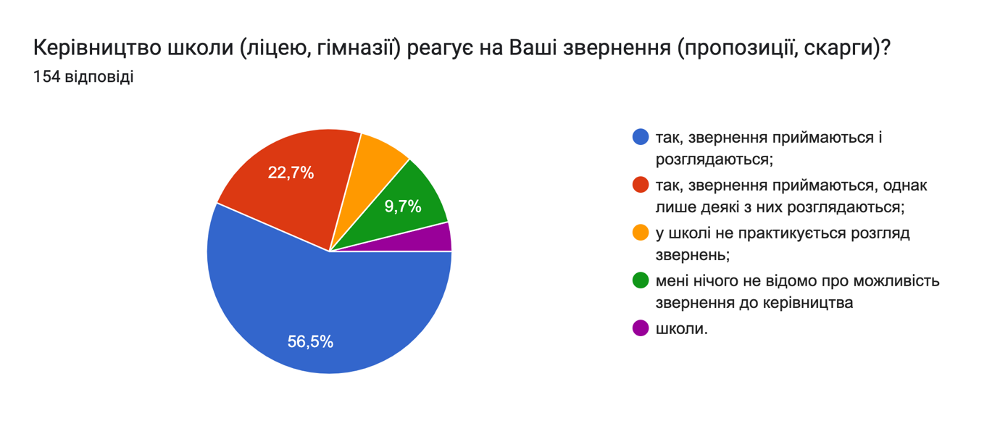 Керівництво школи (ліцею, гімназії) реагує на Ваші звернення (пропозиції, скарги)?
154 відповіді
22,7%
9,7%
56,5%
так, звернення приймаються і
розглядаються;
так, звернення приймаються, однак
лише деякі з них розглядаються;
у школі не практикується розгляд
звернень;
мені нічого не відомо про можливість
звернення до керівництва
школи.